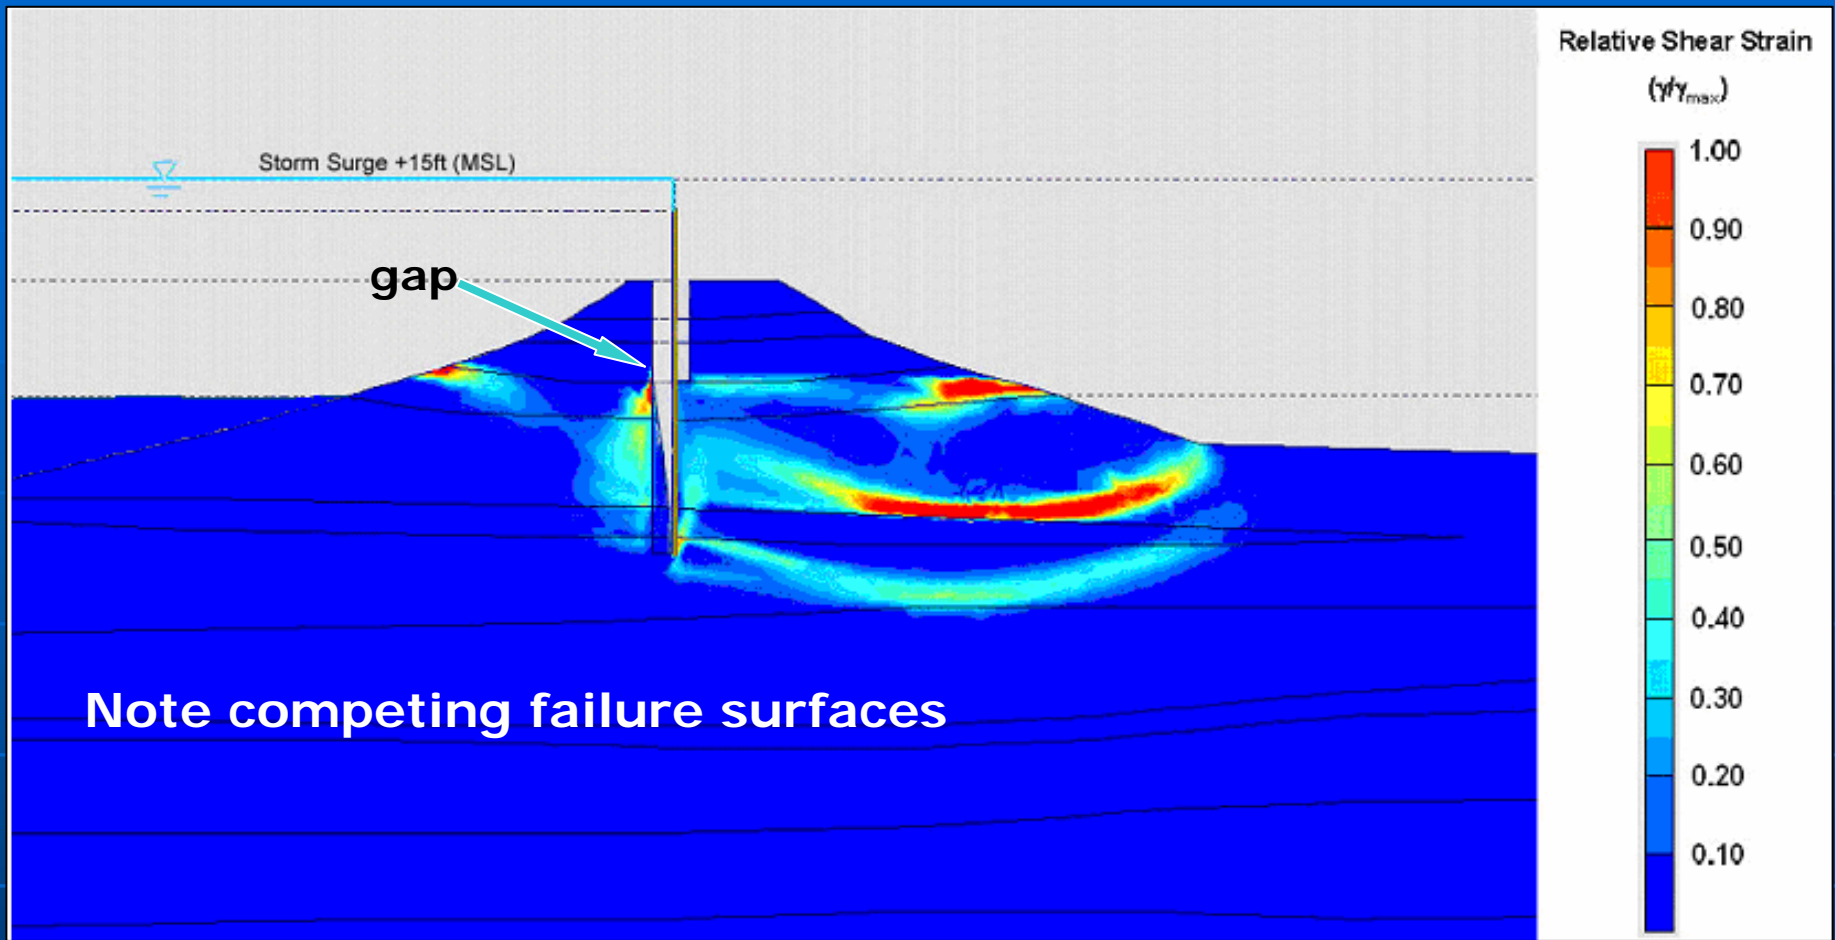 Relative Shear Strain
(γ/γmax)
Storm Surge +15ft (MSL)
gap
Note competing failure surfaces
1.00
0.90
0.80
0.70
0.60
0.50
0.40
0.30
0.20
0.10